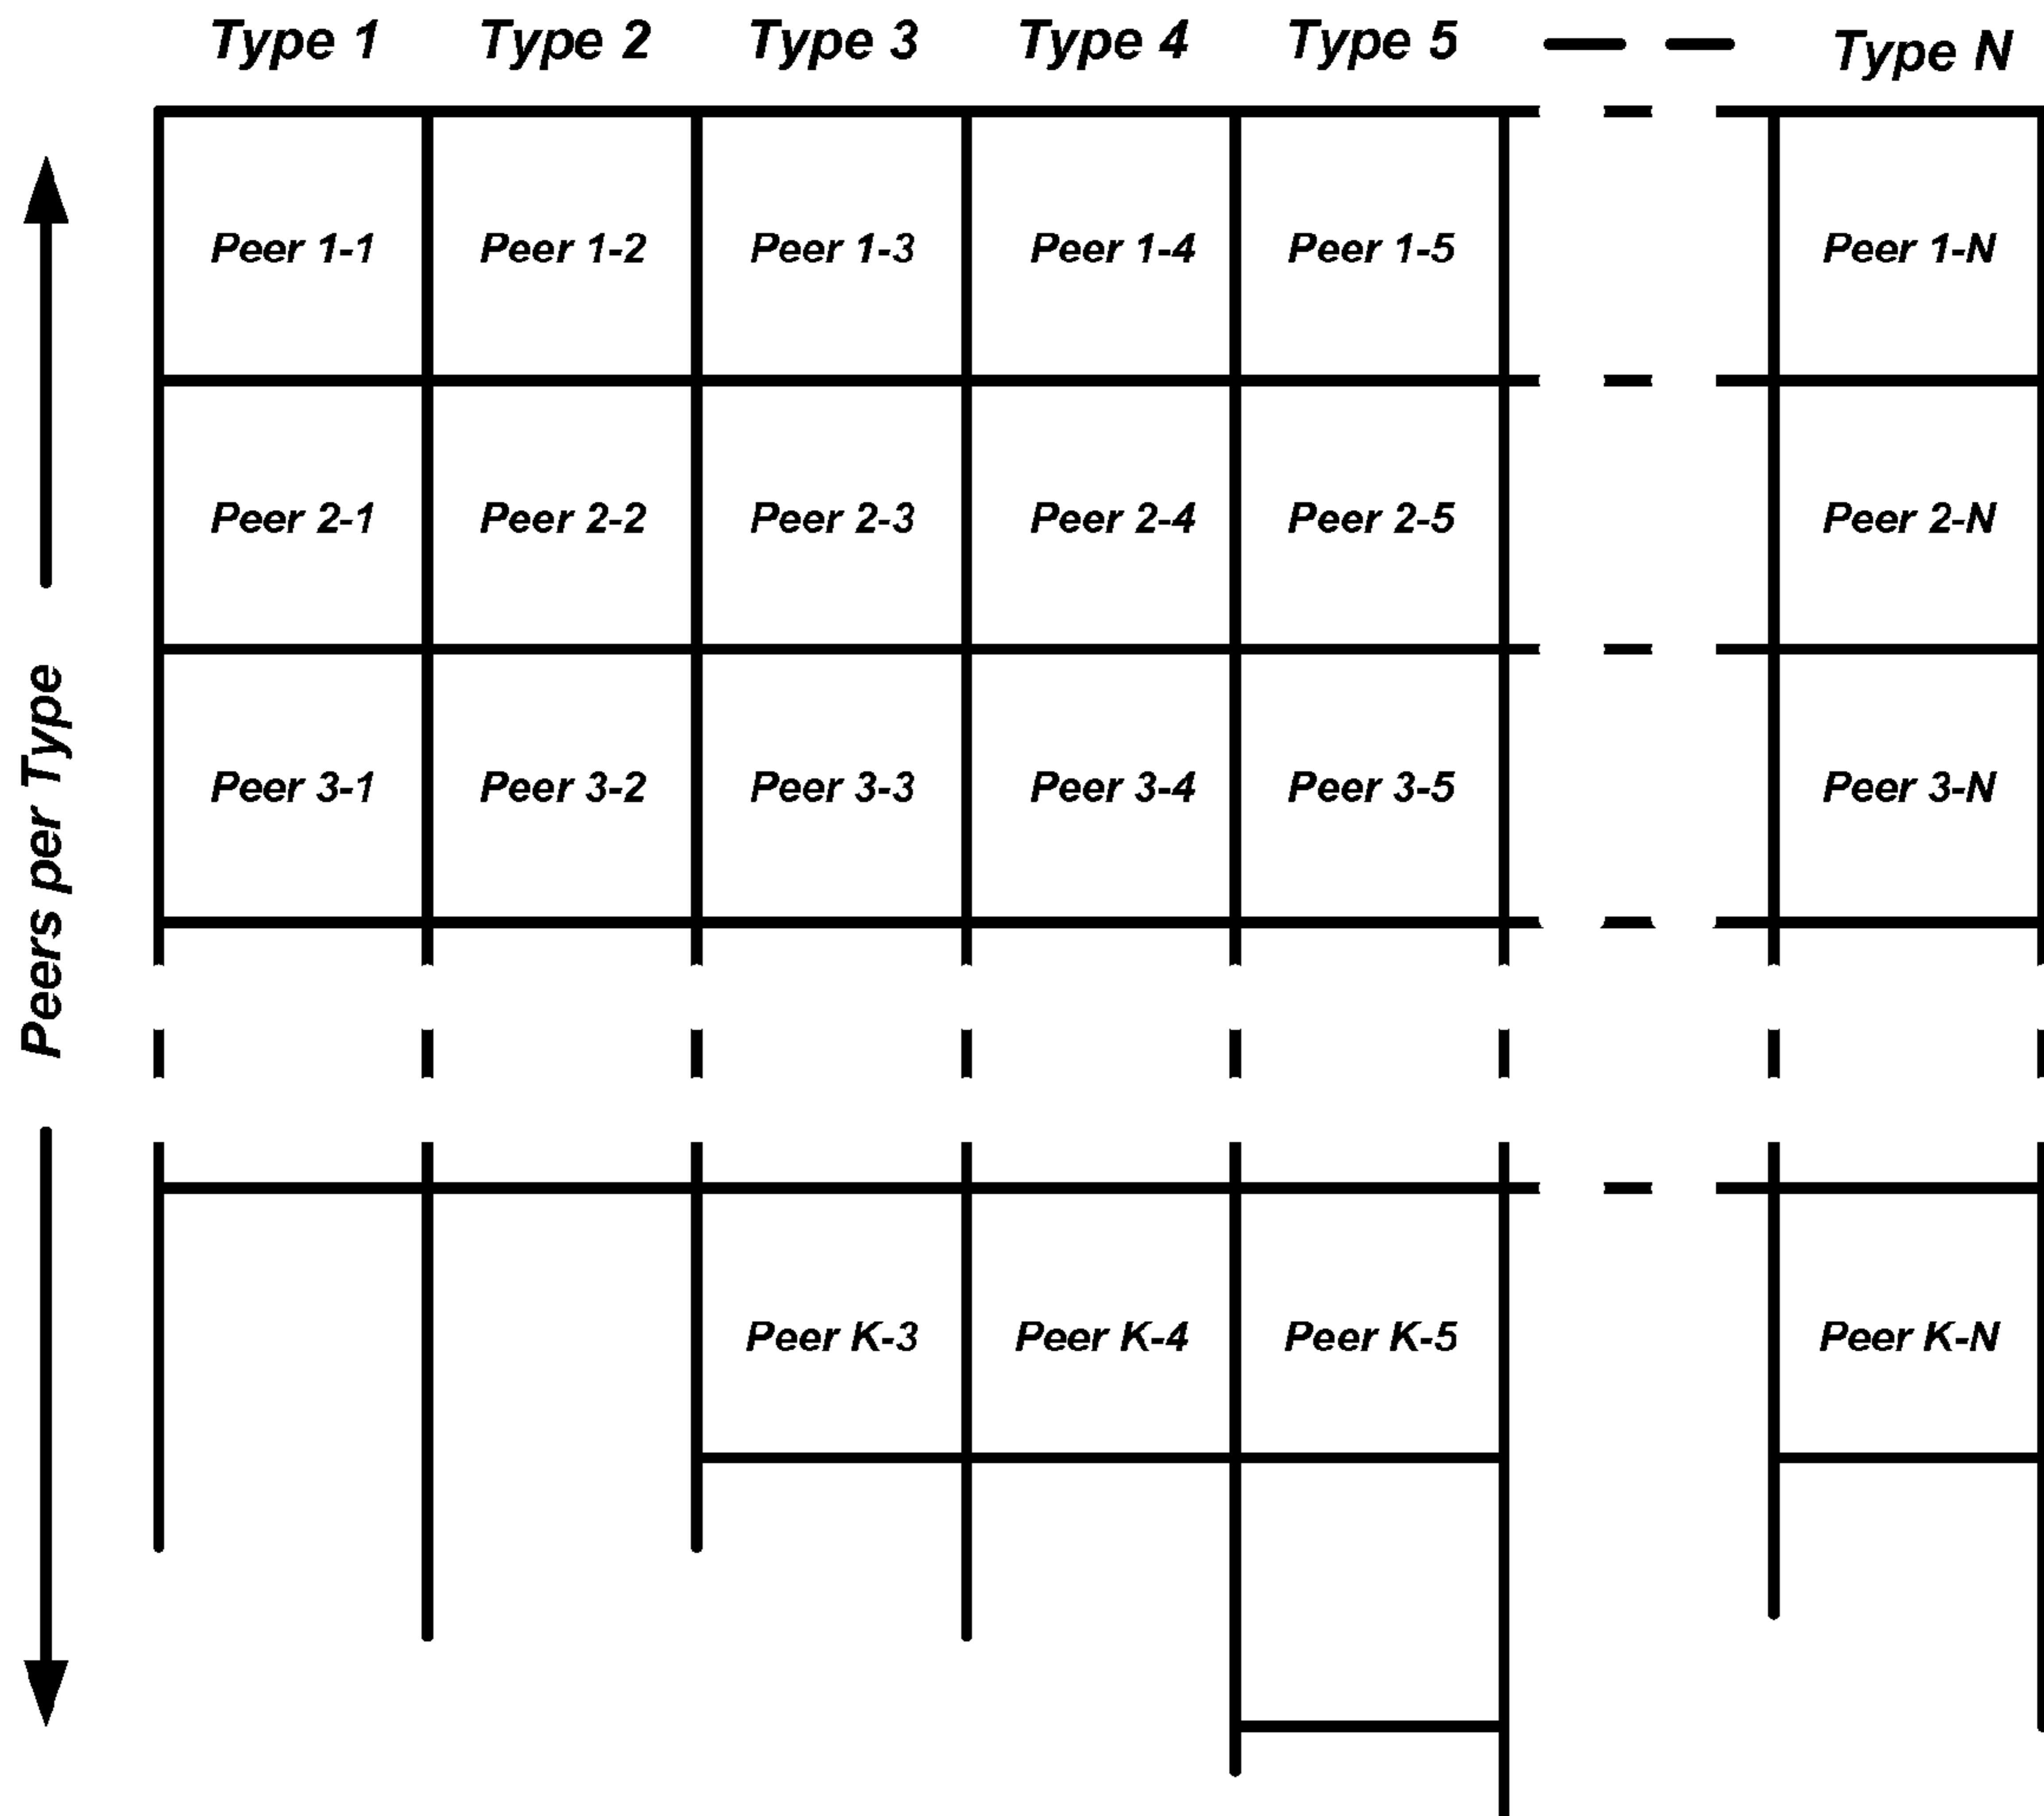 Type 1 Type 2 Type 3 Type 4 Type 5 Type N
Peer 1-1 Peer 1-2 Peer 1-3 Peer 1-4 Peer 1-5 Peer 1-N
Peer 2-1 Peer 2-2 Peer 2-3 Peer 2-4 Peer 2-5 Peer 2-N
Peers per Type
Peer 3-1 Peer 3-2 Peer 3-3 Peer 3-4 Peer 3-5 Peer 3-N
Peer K-3 Peer K-4 Peer K-5 Peer K-N